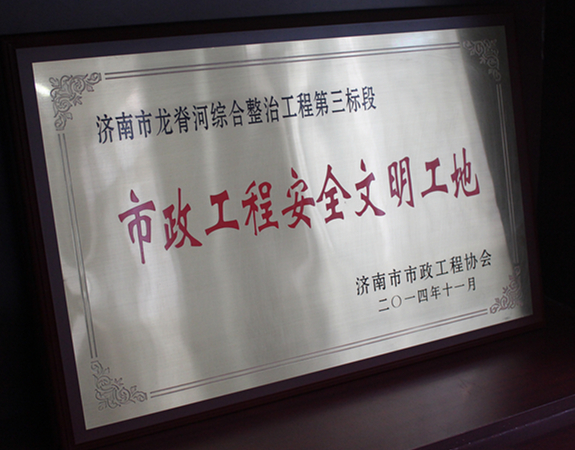 济南市龙脊河综合整治工程第三标段
市政工程安全文明工地
济南市市政工程协会
二〇一四年十一月